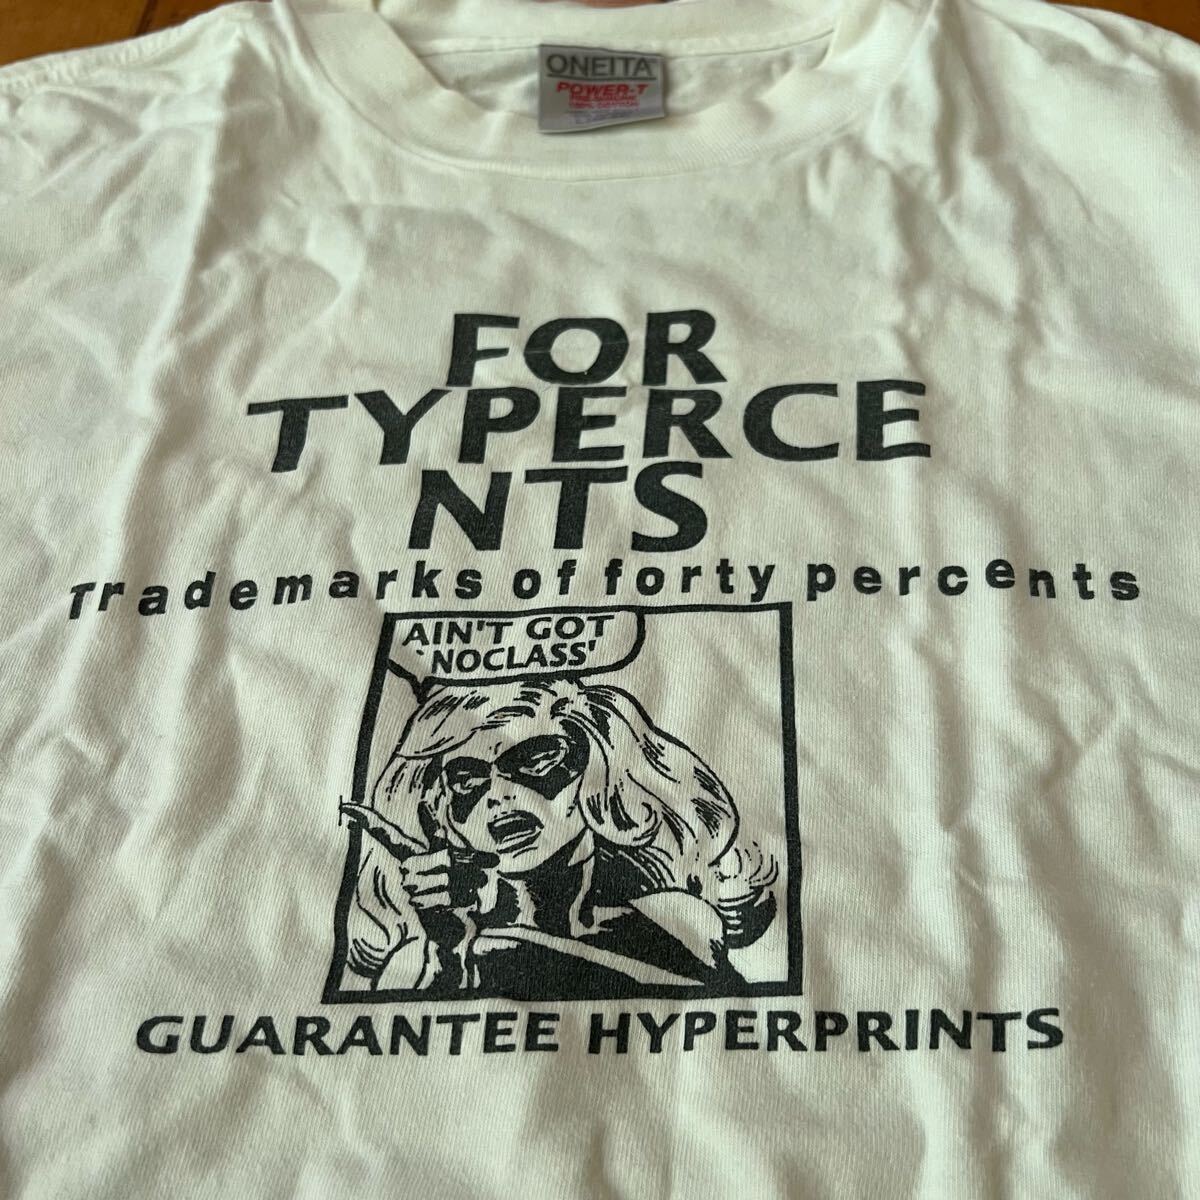 ONEITA
POWER-T
FOR
TYPERCE
NTS
Trademarks of forty percents
AIN'T GOT
`NOCLASS'
GUARANTEE HYPERPRINTS